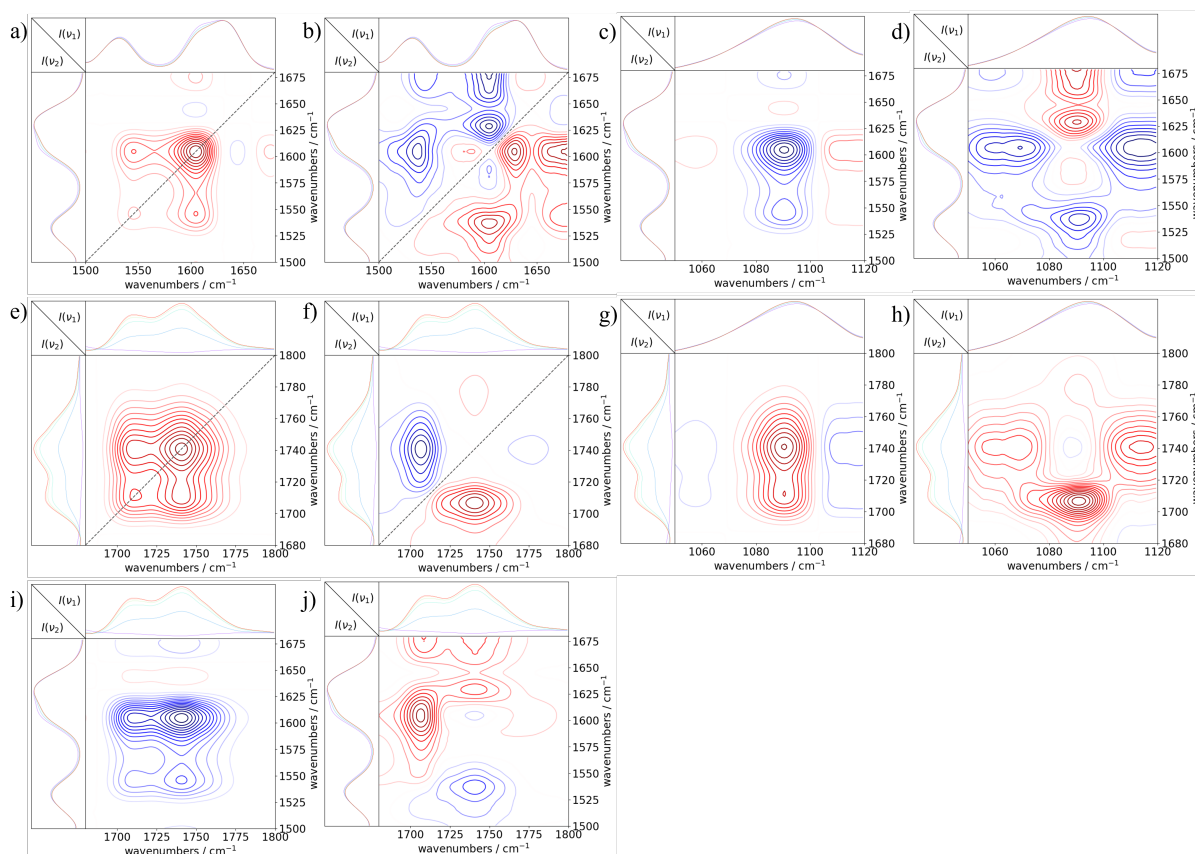 a)
I(ν₁)
I(ν₂)
1675
1650
1625
1600
1575
1550
1525
1500
wavenumbers / cm⁻¹
1500 1550 1600 1650
wavenumbers / cm⁻¹
b)
I(ν₁)
I(ν₂)
1675
1650
1625
1600
1575
1550
1525
1500
wavenumbers / cm⁻¹
1500 1550 1600 1650
wavenumbers / cm⁻¹
c)
I(ν₁)
I(ν₂)
1675
1650
1625
1600
1575
1550
1525
1500
wavenumbers / cm⁻¹
1060 1080 1100 1120
wavenumbers / cm⁻¹
d)
I(ν₁)
I(ν₂)
1675
1650
1625
1600
1575
1550
1525
1500
wavenumbers / cm⁻¹
1060 1080 1100 1120
wavenumbers / cm⁻¹
e)
I(ν₁)
I(ν₂)
1800
1780
1760
1740
1720
1700
1680
wavenumbers / cm⁻¹
1700 1725 1750 1775 1800
wavenumbers / cm⁻¹
f)
I(ν₁)
I(ν₂)
1800
1780
1760
1740
1720
1700
1680
wavenumbers / cm⁻¹
1700 1725 1750 1775 1800
wavenumbers / cm⁻¹
g)
I(ν₁)
I(ν₂)
1800
1780
1760
1740
1720
1700
1680
wavenumbers / cm⁻¹
1060 1080 1100 1120
wavenumbers / cm⁻¹
h)
I(ν₁)
I(ν₂)
1800
1780
1760
1740
1720
1700
1680
wavenumbers / cm⁻¹
1060 1080 1100 1120
wavenumbers / cm⁻¹
i)
I(ν₁)
I(ν₂)
1675
1650
1625
1600
1575
1550
1525
1500
wavenumbers / cm⁻¹
1700 1725 1750 1775 1800
wavenumbers / cm⁻¹
j)
I(ν₁)
I(ν₂)
1675
1650
1625
1600
1575
1550
1525
1500
wavenumbers / cm⁻¹
1700 1725 1750 1775 1800
wavenumbers / cm⁻¹